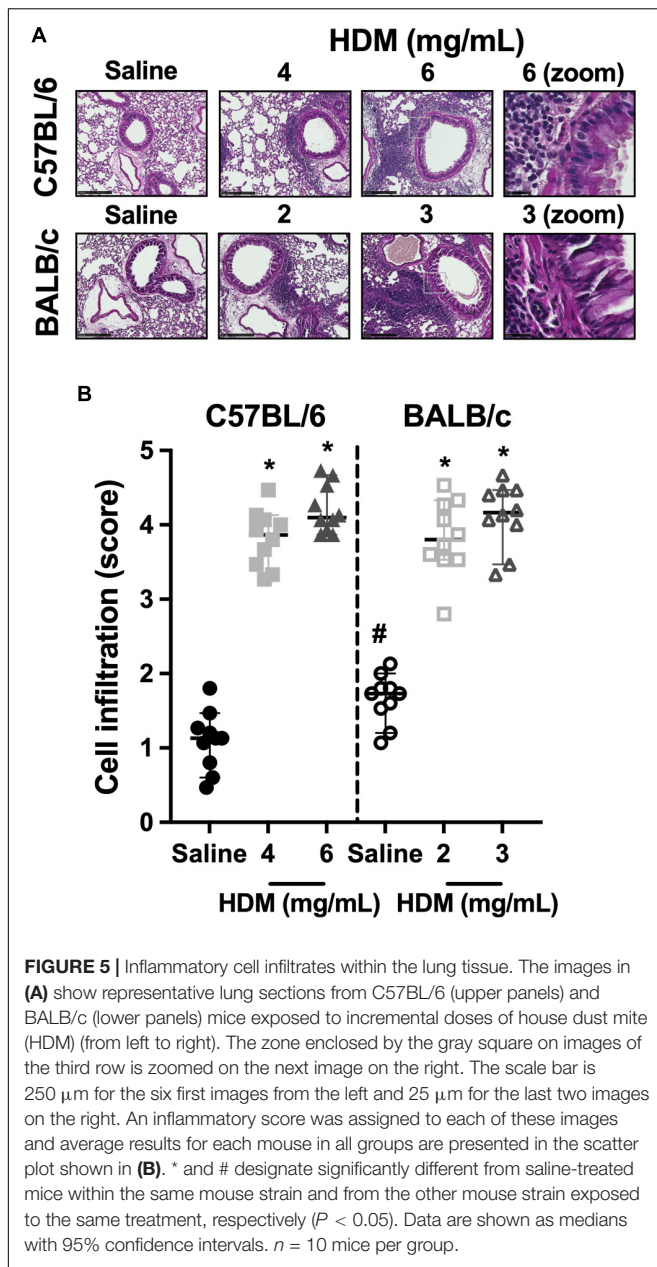 A
HDM (mg/mL)
Saline 4 6 6 (zoom)
C57BL/6
Saline 2 3 3 (zoom)
BALB/c
B
C57BL/6 BALB/c
Cell infiltration (score)
5
4
3
2
1
0
* * * *
#
Saline 4 6 Saline 2 3
HDM (mg/mL) HDM (mg/mL)
FIGURE 5 | Inflammatory cell infiltrates within the lung tissue. The images in
(A) show representative lung sections from C57BL/6 (upper panels) and
BALB/c (lower panels) mice exposed to incremental doses of house dust mite
(HDM) (from left to right). The zone enclosed by the gray square on images of
the third row is zoomed on the next image on the right. The scale bar is
250 μm for the six first images from the left and 25 μm for the last two images
on the right. An inflammatory score was assigned to each of these images
and average results for each mouse in all groups are presented in the scatter
plot shown in (B). * and # designate significantly different from saline-treated
mice within the same mouse strain and from the other mouse strain exposed
to the same treatment, respectively (P < 0.05). Data are shown as medians
with 95% confidence intervals. n = 10 mice per group.